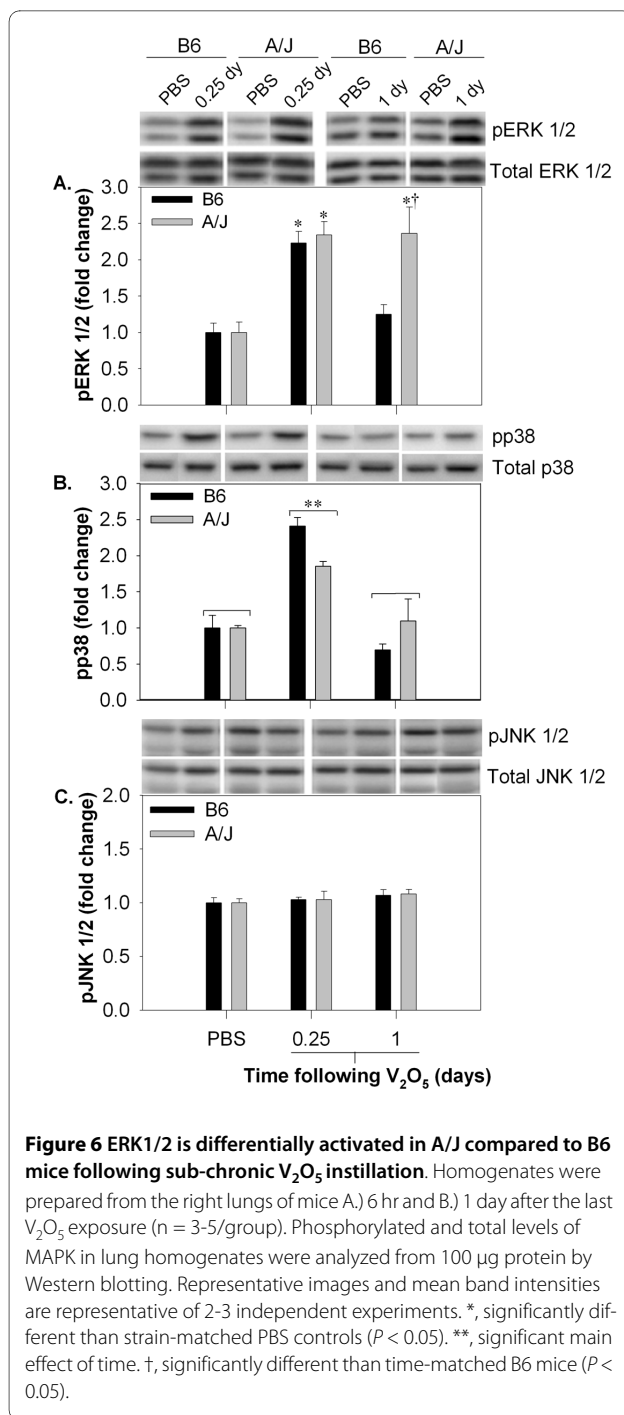 B6 A/J B6 A/J
PBS 0.25 dy PBS 0.25 dy PBS 1 dy PBS 1 dy
pERK 1/2
Total ERK 1/2
A.
3.0
2.5
2.0
1.5
1.0
0.5
0.0
pERK 1/2 (fold change)
B6
A/J
* * *†
pp38
Total p38
B.
3.0
2.5
2.0
1.5
1.0
0.5
0.0
pp38 (fold change)
B6
A/J
**
pJNK 1/2
Total JNK 1/2
C.
2.0
1.5
1.0
0.5
0.0
pJNK 1/2 (fold change)
B6
A/J
PBS 0.25 1
Time following V₂O₅ (days)
Figure 6 ERK1/2 is differentially activated in A/J compared to B6
mice following sub-chronic V₂O₅ instillation. Homogenates were
prepared from the right lungs of mice A.) 6 hr and B.) 1 day after the last
V₂O₅ exposure (n = 3-5/group). Phosphorylated and total levels of
MAPK in lung homogenates were analyzed from 100 μg protein by
Western blotting. Representative images and mean band intensities
are representative of 2-3 independent experiments. *, significantly dif-
ferent than strain-matched PBS controls (P < 0.05). **, significant main
effect of time. †, significantly different than time-matched B6 mice (P <
0.05).